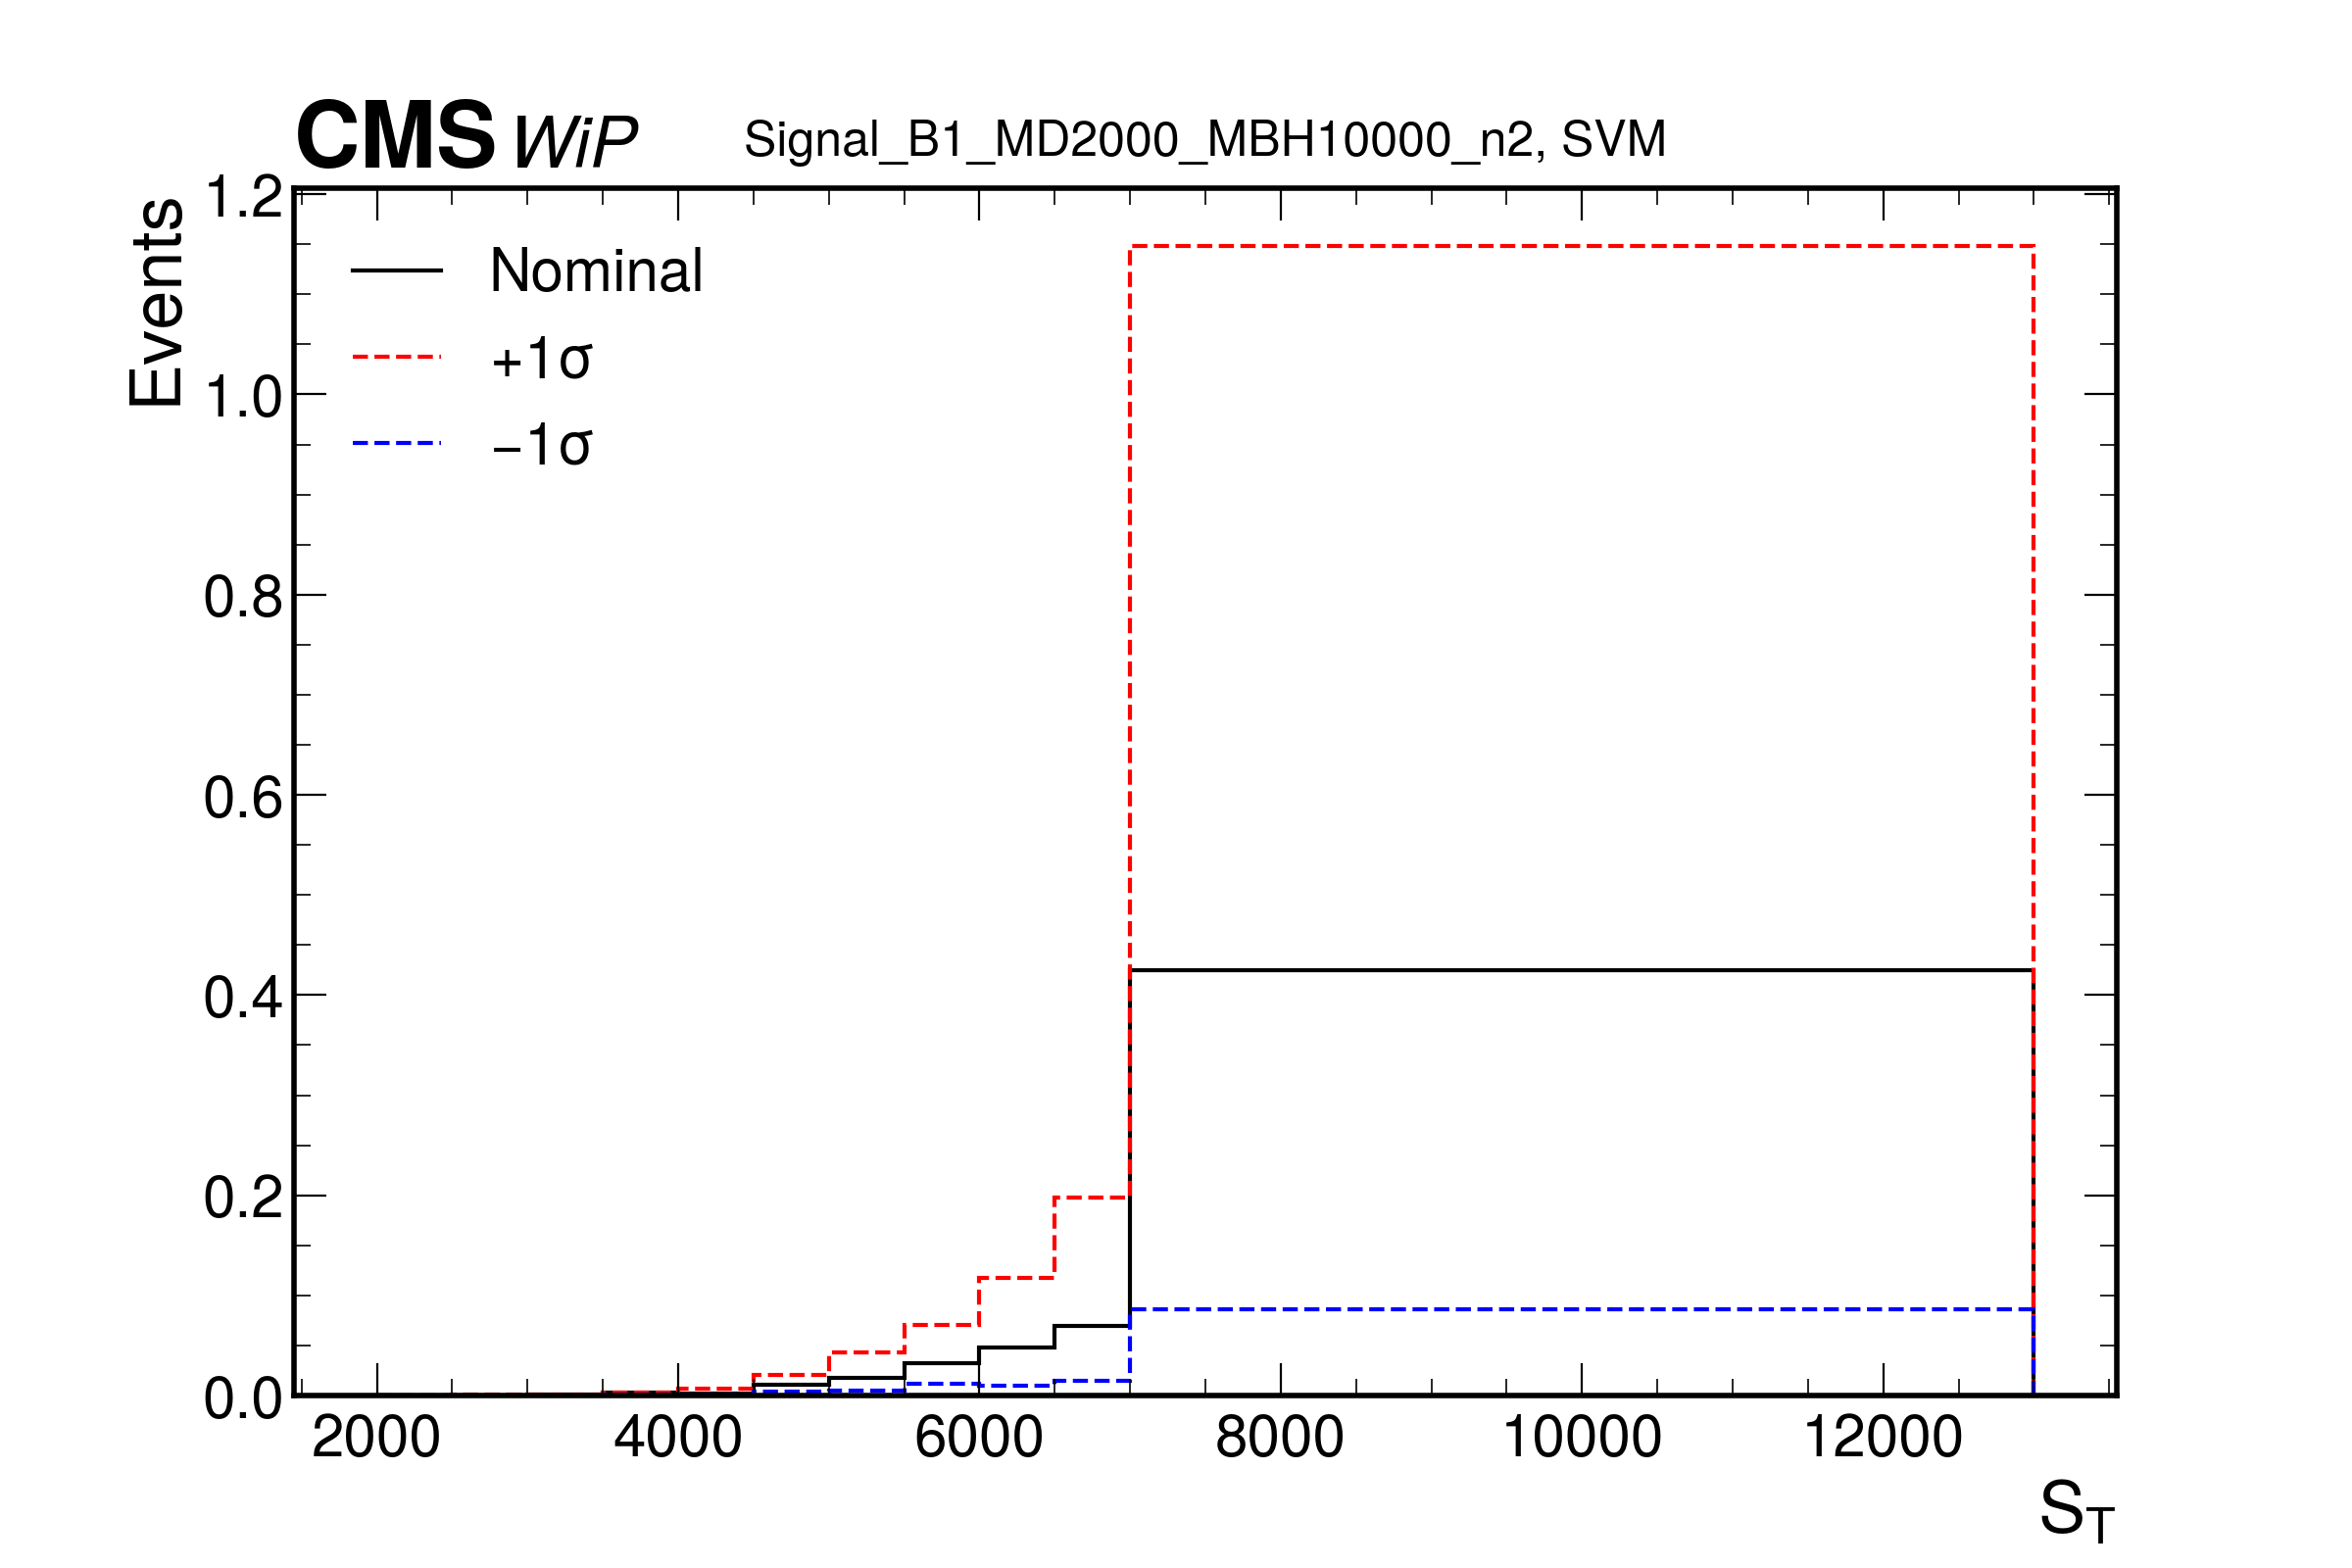 CMS WiP Signal_B1_MD2000_MBH10000_n2, SVM
Events
1.2
1.0
0.8
0.6
0.4
0.2
0.0
Nominal
+1σ
−1σ
2000 4000 6000 8000 10000 12000
S_T